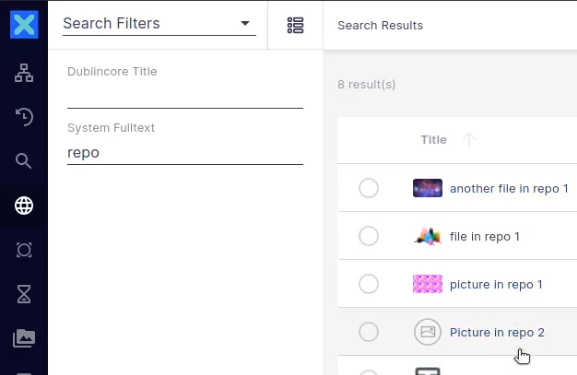 Search Filters
Search Results
Dublincore Title
8 result(s)
System Fulltext
repo
Title
another file in repo 1
file in repo 1
picture in repo 1
Picture in repo 2